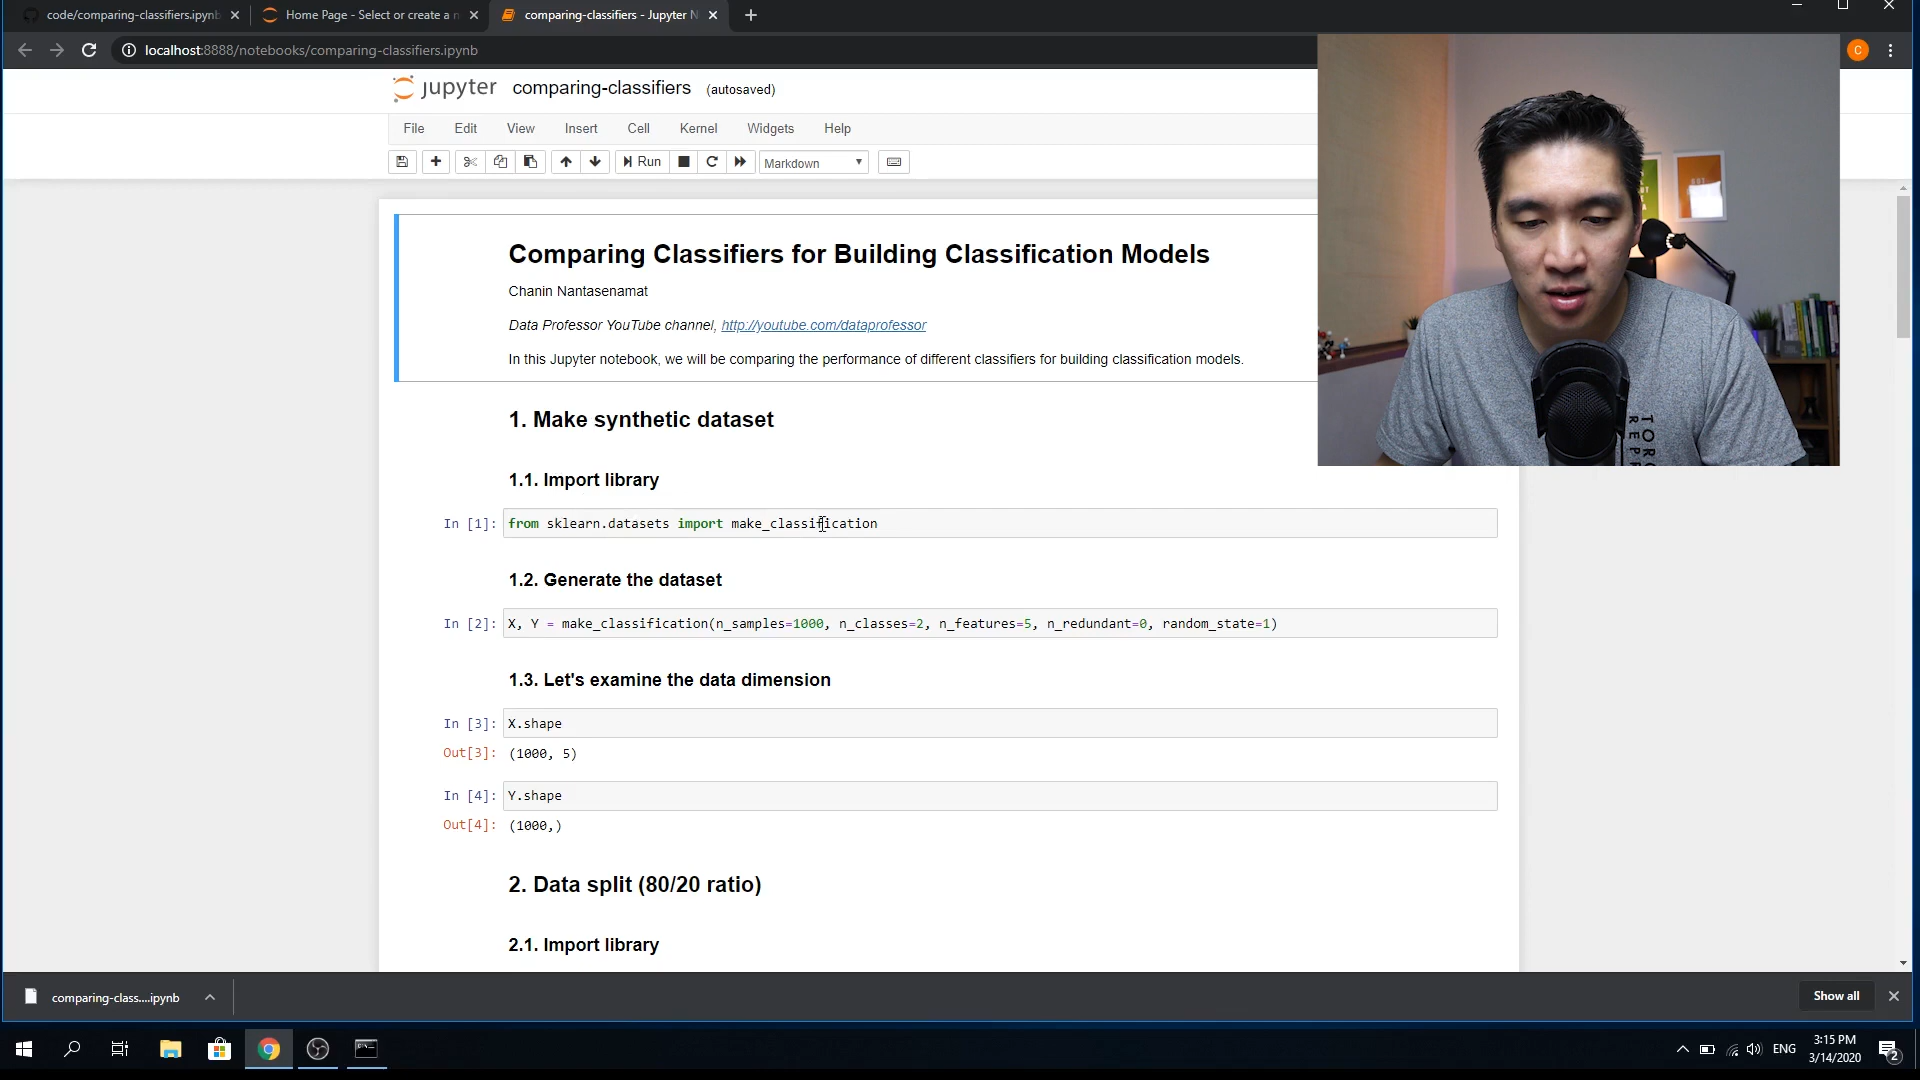 code/comparing-classifiers.ipynb
Home Page - Select or create a n
comparing-classifiers - Jupyter N
localhost:8888/notebooks/comparing-classifiers.ipynb
C
jupyter comparing-classifiers (autosaved)
File Edit View Insert Cell Kernel Widgets Help
Run Markdown
Comparing Classifiers for Building Classification Models
Chanin Nantasenamat
Data Professor YouTube channel, http://youtube.com/dataprofessor
In this Jupyter notebook, we will be comparing the performance of different classifiers for building classification models.
1. Make synthetic dataset
1.1. Import library
In [1]: from sklearn.datasets import make_classification
1.2. Generate the dataset
In [2]: X, Y = make_classification(n_samples=1000, n_classes=2, n_features=5, n_redundant=0, random_state=1)
1.3. Let's examine the data dimension
In [3]: X.shape
Out[3]: (1000, 5)
In [4]: Y.shape
Out[4]: (1000,)
2. Data split (80/20 ratio)
2.1. Import library
comparing-class....ipynb
Show all
ENG
3:15 PM
3/14/2020
2